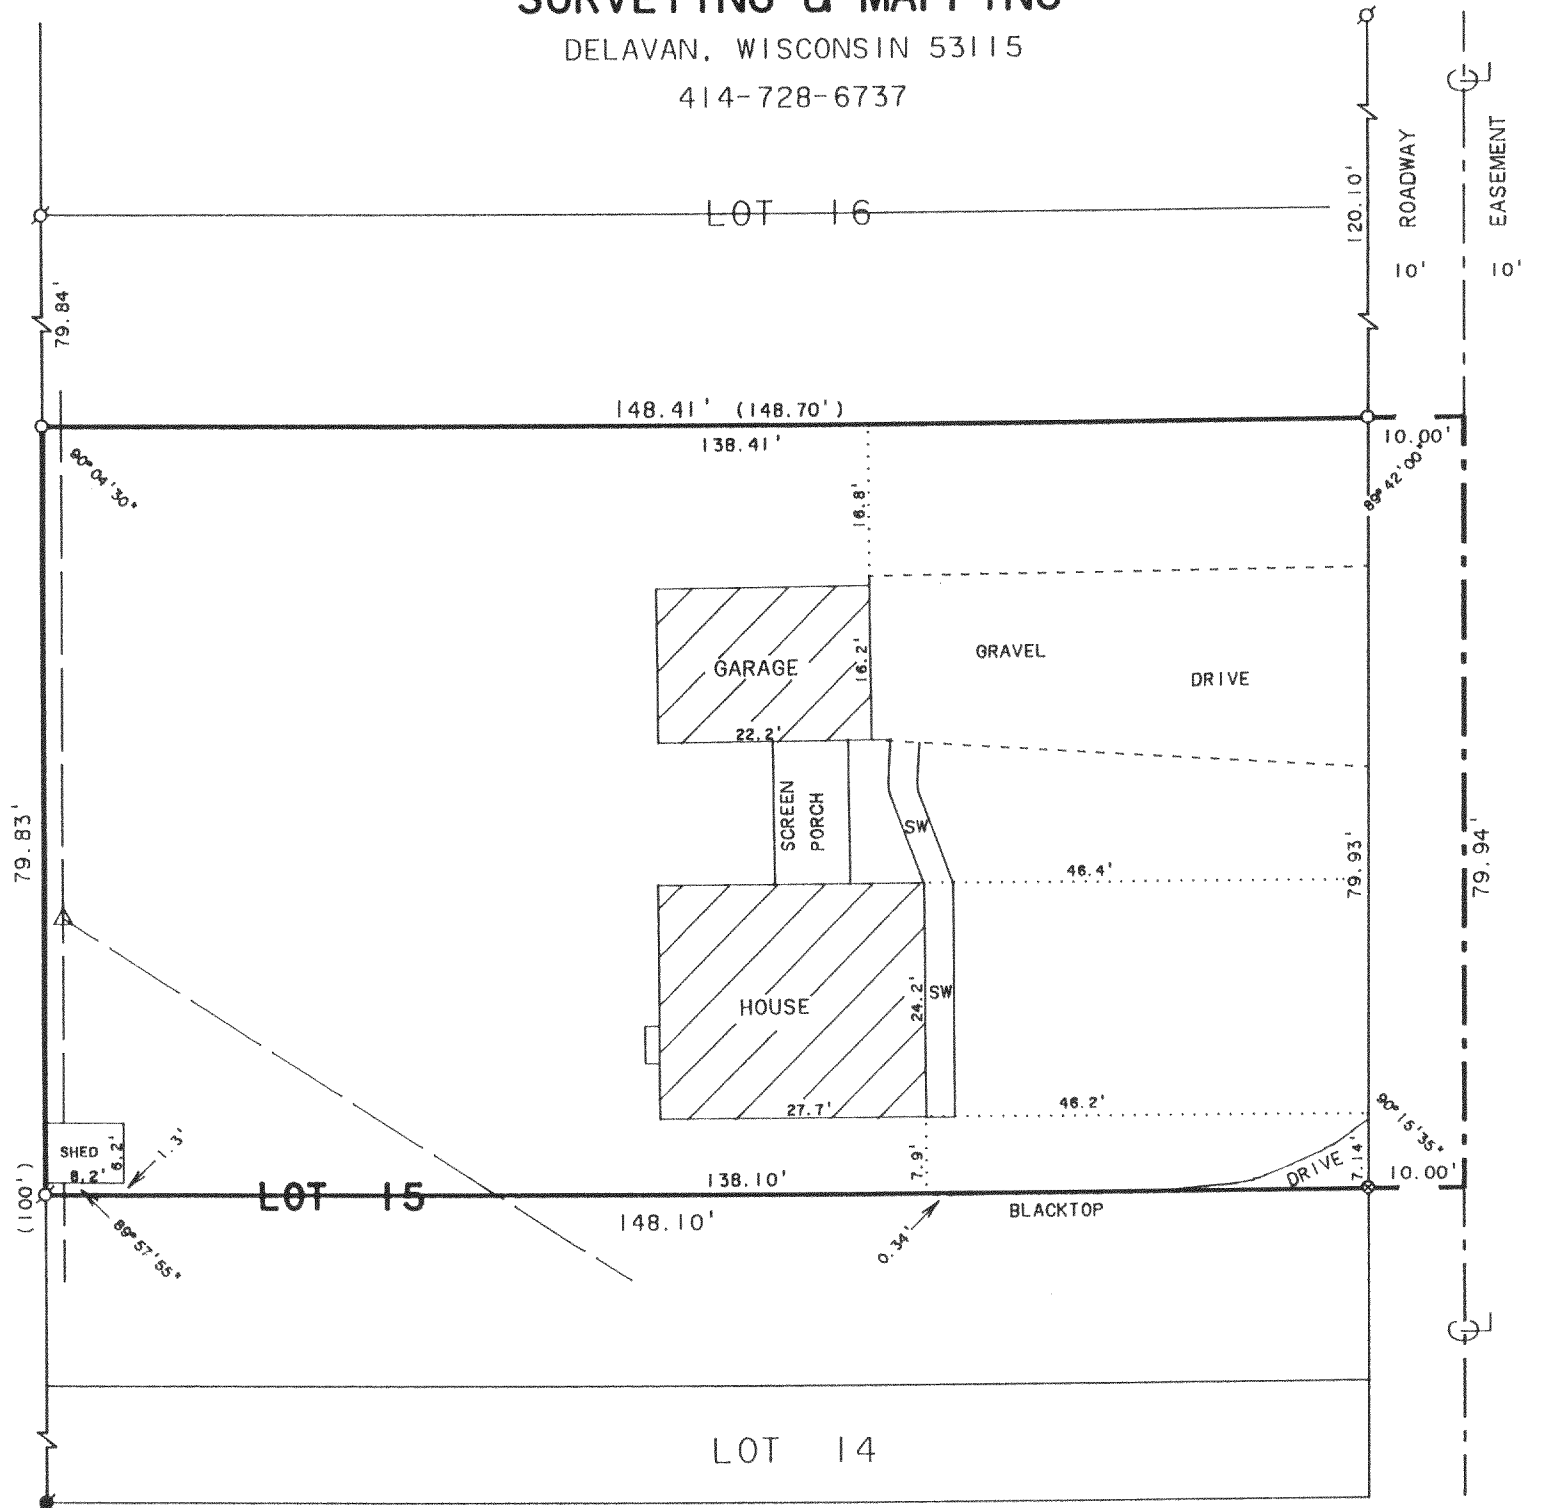 SURVEYING & MAPPING
DELAVAN, WISCONSIN 53115
414-728-6737
LOT 16
120.10'
ROADWAY
EASEMENT
10'
10'
79.84'
148.41' (148.70')
138.41'
10.00'
90°04'30"
89°42'00"
16.8'
GARAGE
16.2'
22.2'
GRAVEL
DRIVE
SCREEN
PORCH
SW
46.4'
79.83'
79.93'
79.94'
HOUSE
24.2'
SW
27.7'
46.2'
90°15'35"
SHED
6.2'
8.2'
1.3'
7.9'
DRIVE
7.14'
10.00'
138.10'
(100')
LOT 15
148.10'
BLACKTOP
0.34'
89°57'55"
LOT 14